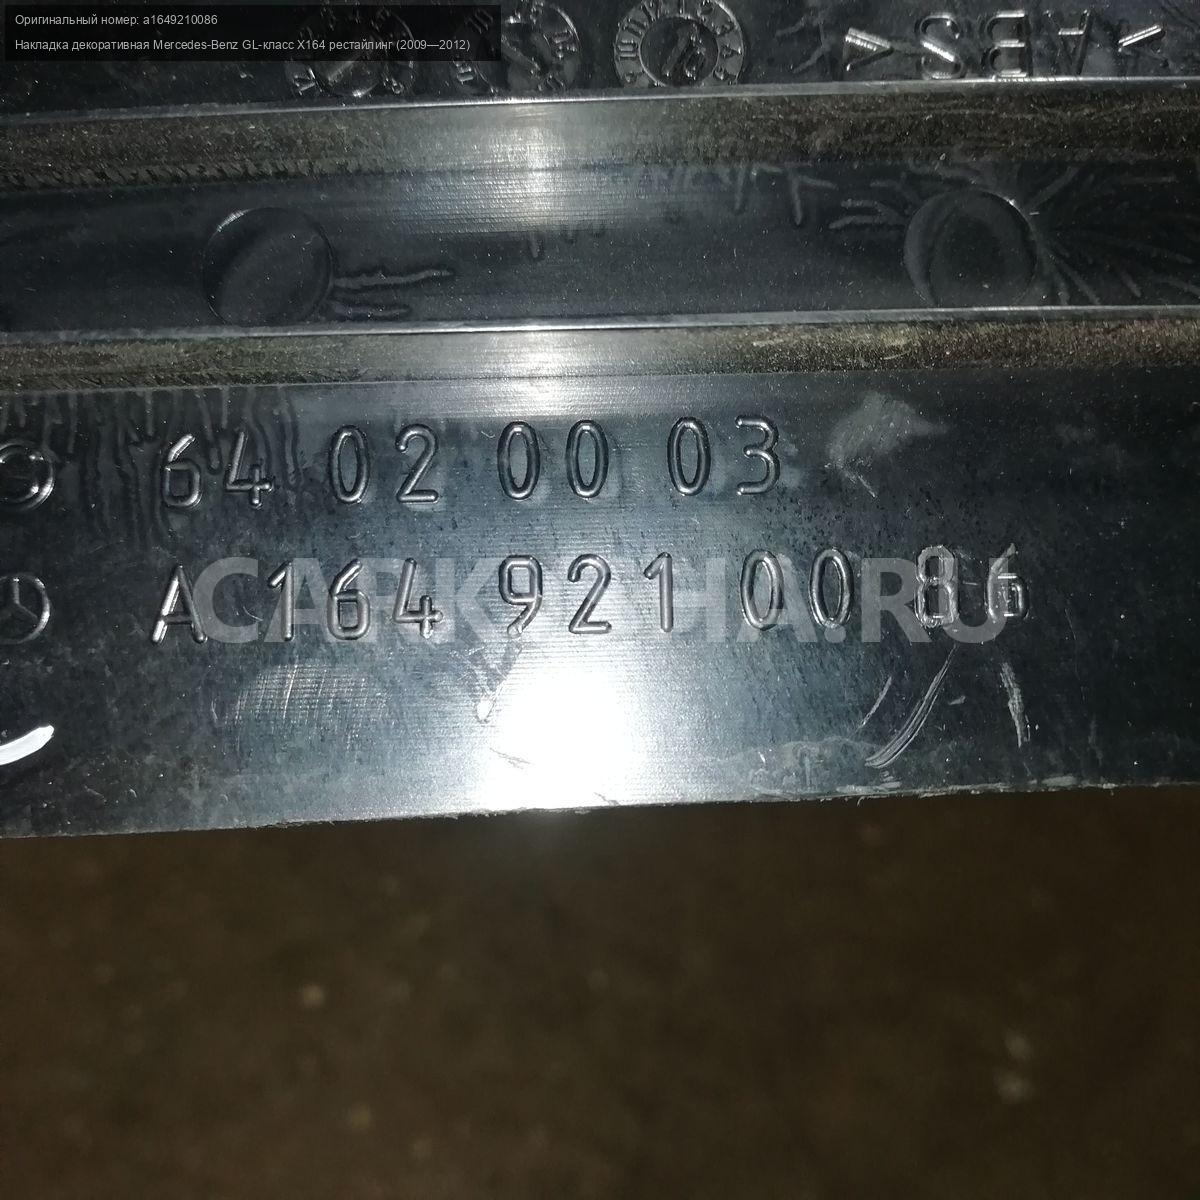 Оригинальный номер: a1649210086
Накладка декоративная Mercedes-Benz GL-класс X164 рестайлинг (2009—2012)
>ABS<
64 02 00 03
A 164 921 00 86
CARKUHA.RU